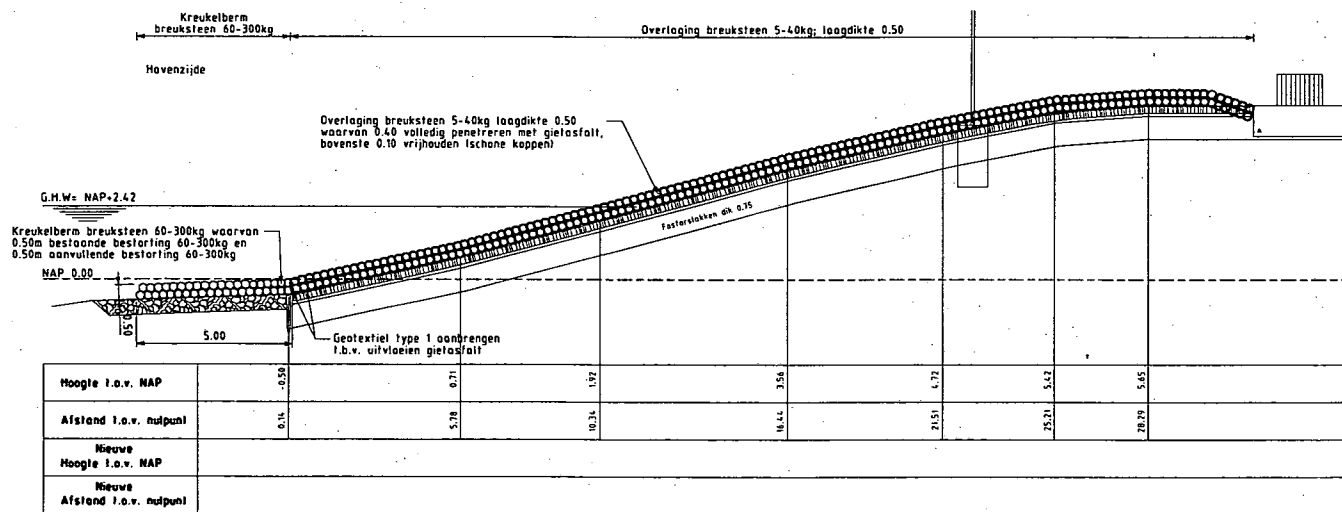 Kreukelberm
breuksteen 60-300kg
Overlaging breuksteen 5-40kg; laagdikte 0.50
Havenzijde
Overlaging breuksteen 5-40kg laagdikte 0.50
waarvan 0.40 volledig penetreren met gietasfalt,
bovenste 0.10 vrijhouden (schone koppen)
G.H.W= NAP+2.42
Kreukelberm breuksteen 60-300kg waarvan
0.50m bestaande bestorting 60-300kg en
0.50m aanvullende bestorting 60-300kg
NAP 0.00
Fosforslakken dik 0.75
0.50
5.00
Geotextiel type 1 aanbrengen
t.b.v. uitvloeien gietasfalt
Hoogte t.o.v. NAP -0.50 0.71 1.92 3.56 4.72 5.42 5.65
Afstand t.o.v. nulpunt 0.14 5.78 10.34 16.44 21.51 25.21 28.29
Nieuwe
Hoogte t.o.v. NAP
Nieuwe
Afstand t.o.v. nulpunt